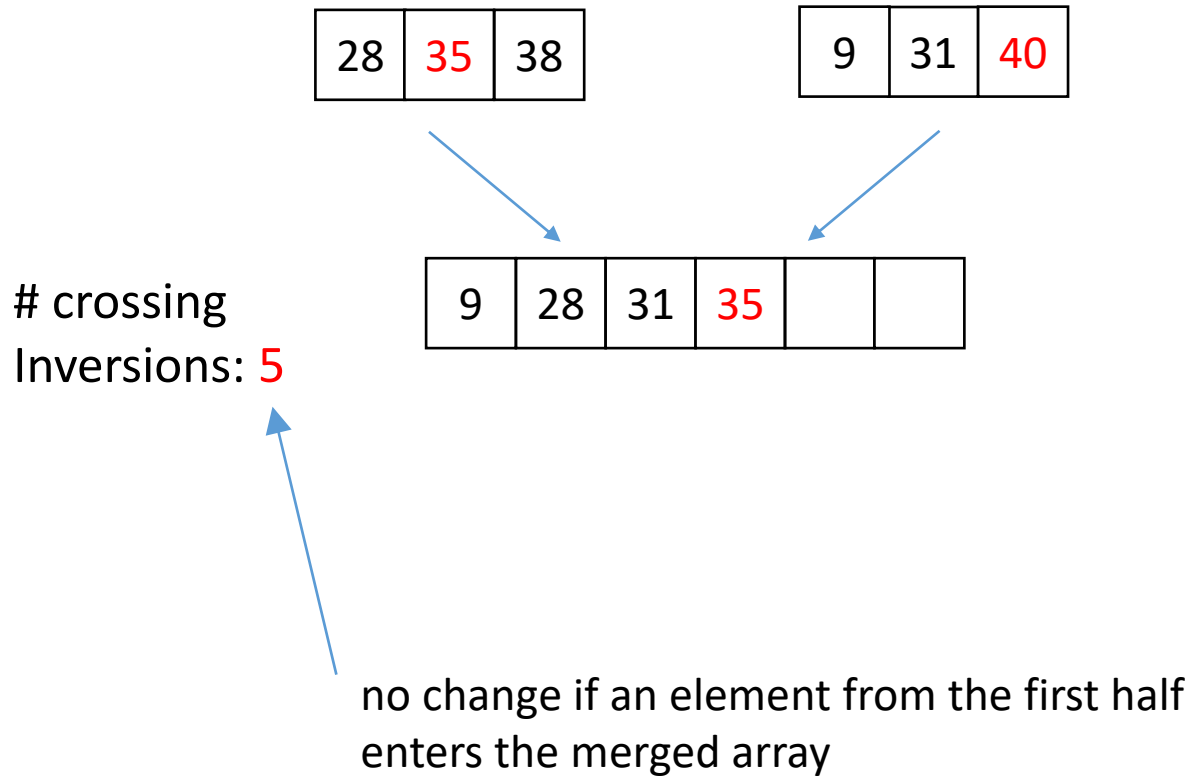 28 35 38
9 31 40
9 28 31 35
# crossing
Inversions: 5
no change if an element from the first half
enters the merged array